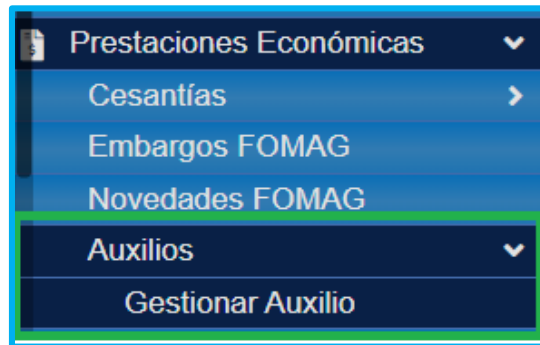 Prestaciones Económicas
Cesantías
Embargos FOMAG
Novedades FOMAG
Auxilios
Gestionar Auxilio